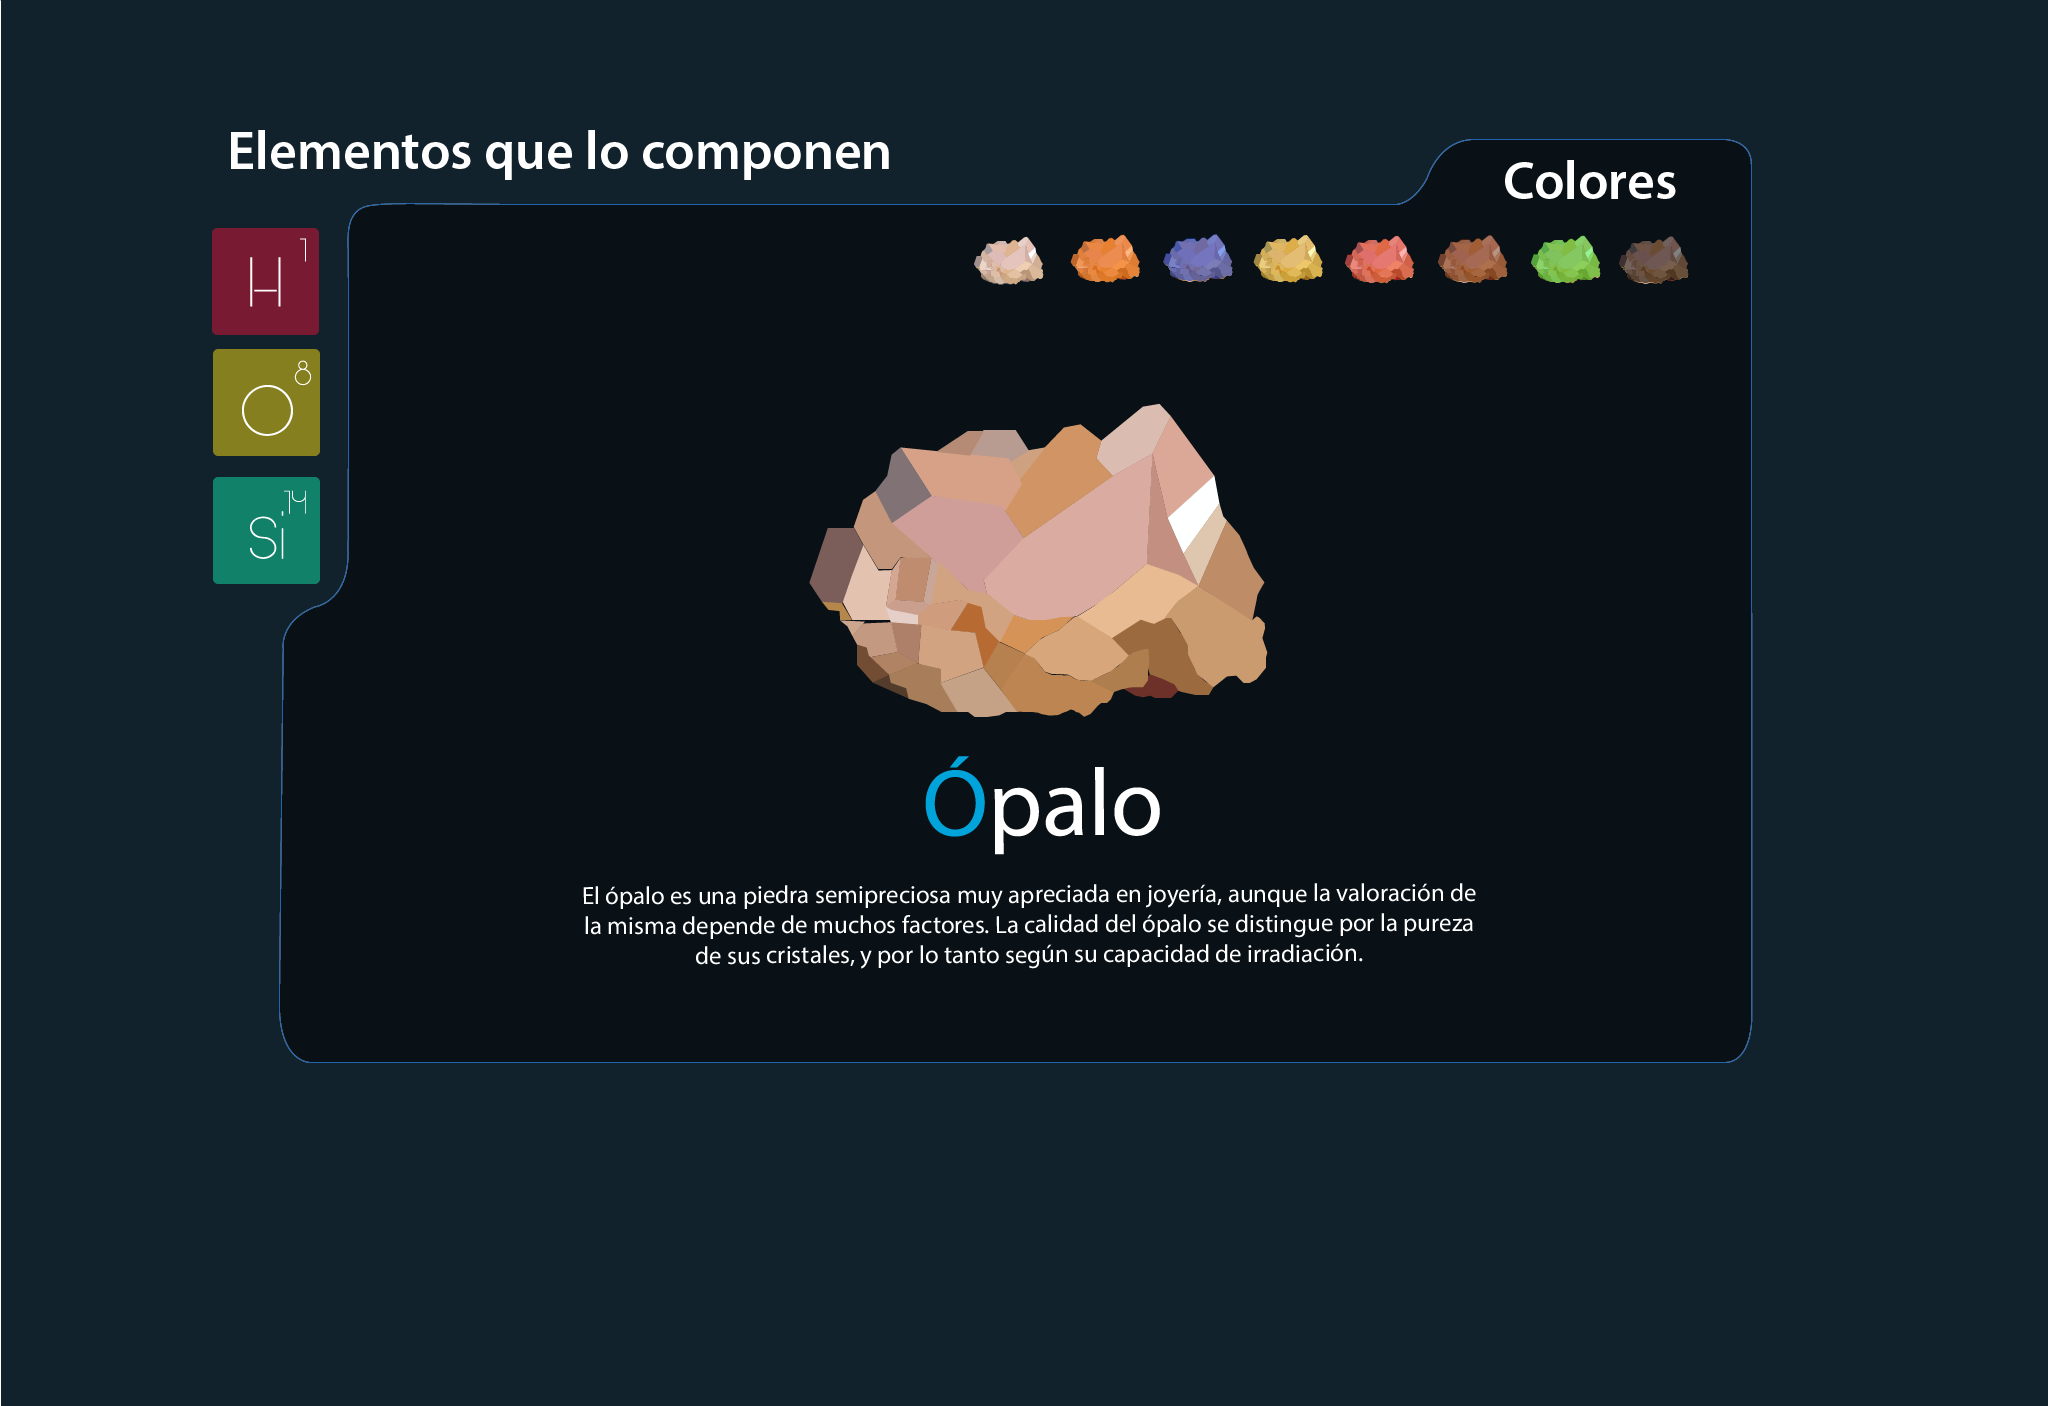 Elementos que lo componen
Colores
H 1
O 8
Si 14
Ópalo
El ópalo es una piedra semipreciosa muy apreciada en joyería, aunque la valoración de
la misma depende de muchos factores. La calidad del ópalo se distingue por la pureza
de sus cristales, y por lo tanto según su capacidad de irradiación.